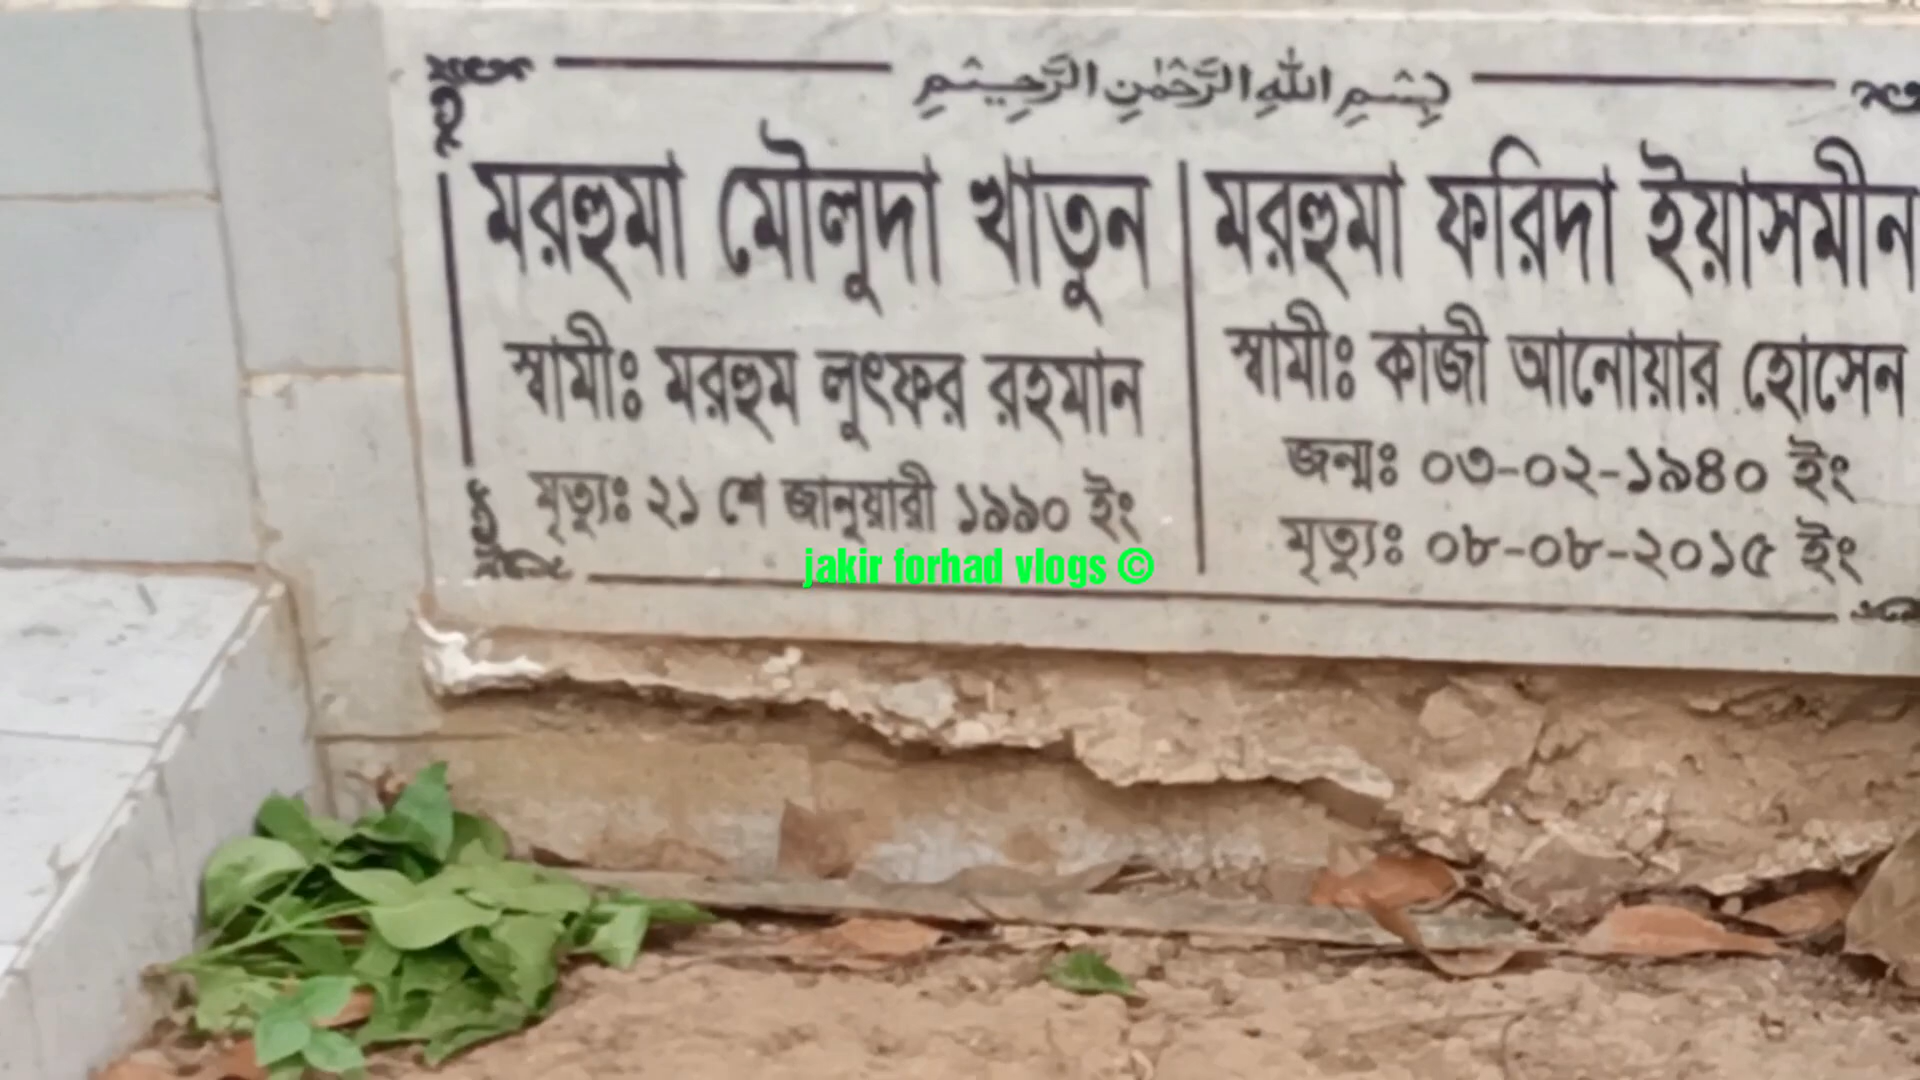 بِسْمِ اللهِ الرَّحْمٰنِ الرَّحِيْمِ
মরহুমা মৌলুদা খাতুন
স্বামীঃ মরহুম লুৎফর রহমান
মৃত্যুঃ ২১ শে জানুয়ারী ১৯৯০ ইং
মরহুমা ফরিদা ইয়াসমীন
স্বামীঃ কাজী আনোয়ার হোসেন
জন্মঃ ০৩-০২-১৯৪০ ইং
মৃত্যুঃ ০৮-০৮-২০১৫ ইং
jakir forhad vlogs ©